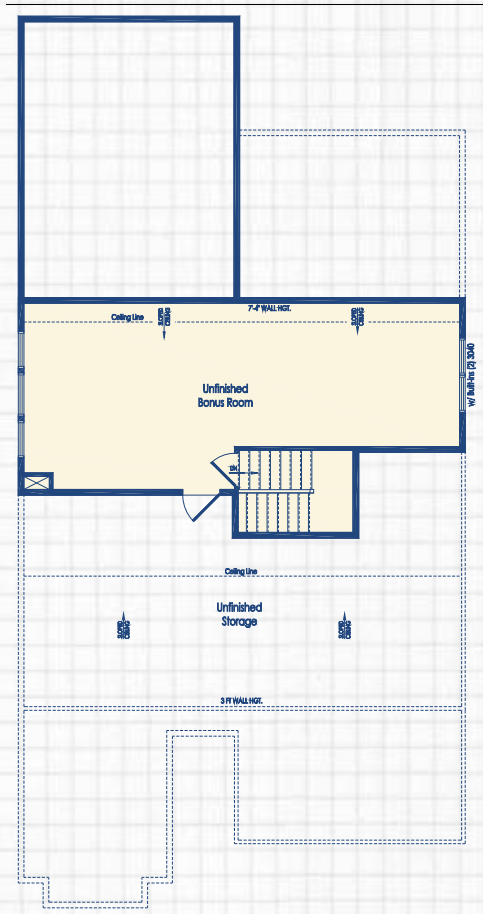 7'-4" WALL HGT.
Ceiling Line
SLOPED
CEILING
SLOPED
CEILING
w/ Built-Ins (2) 3040
Unfinished
Bonus Room
Ceiling Line
Unfinished
Storage
SLOPED
CEILING
SLOPED
CEILING
3 FT WALL HGT.